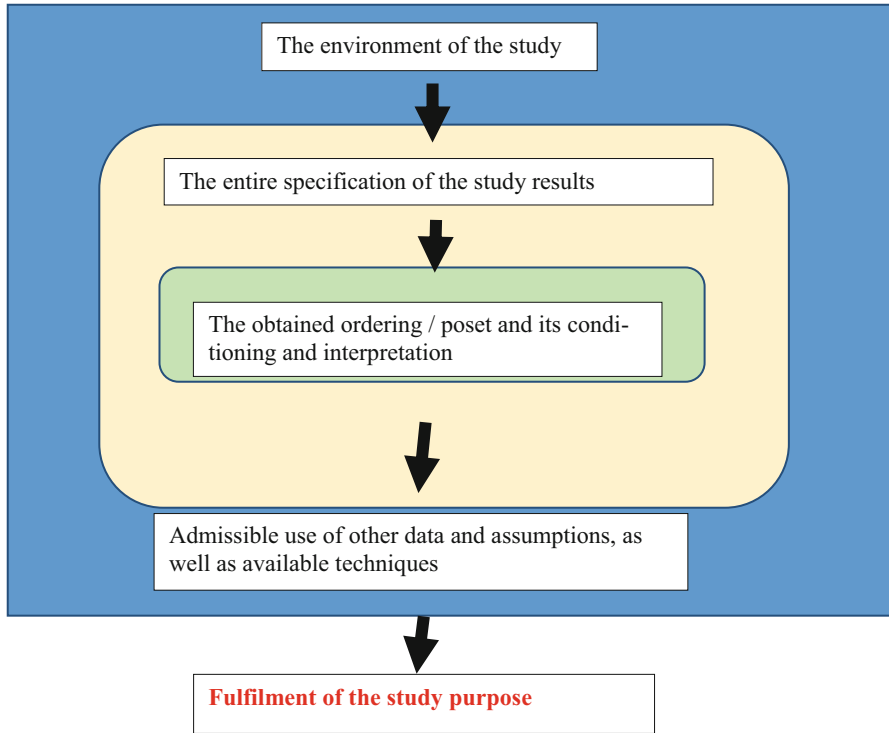 The environment of the study
The entire specification of the study results
The obtained ordering / poset and its condi-
tioning and interpretation
Admissible use of other data and assumptions, as
well as available techniques
Fulfilment of the study purpose